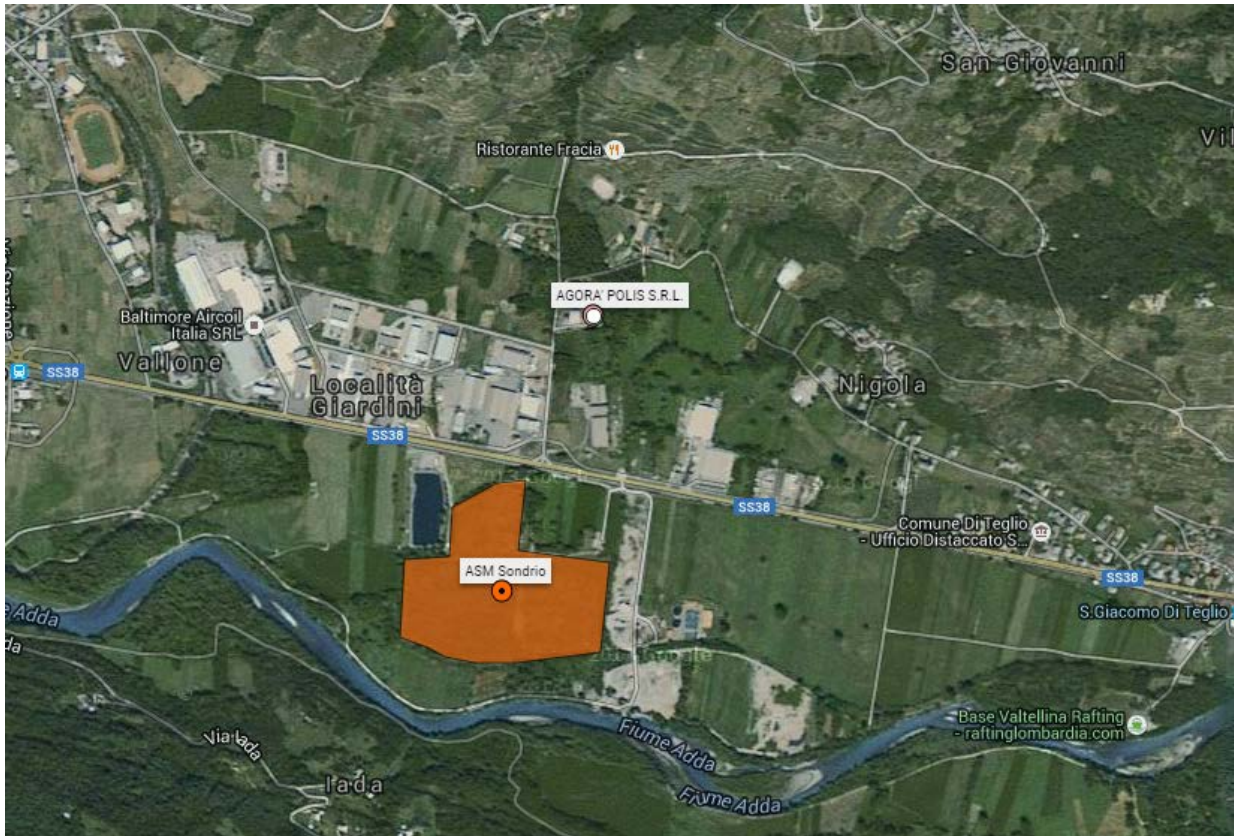 San Giovanni
Vil
Ristorante Fracia
AGORA' POLIS S.R.L.
Baltimore Aircoil
Italia SRL
Vallone
Località
Giardini
Nigola
SS38
SS38
SS38
Comune Di Teglio
- Ufficio Distaccato S...
SS38
ASM Sondrio
S.Giacomo Di Teglio
Fiume Adda
Base Valtellina Rafting
- raftinglombardia.com
Via Iada
Iada
Fiume Adda